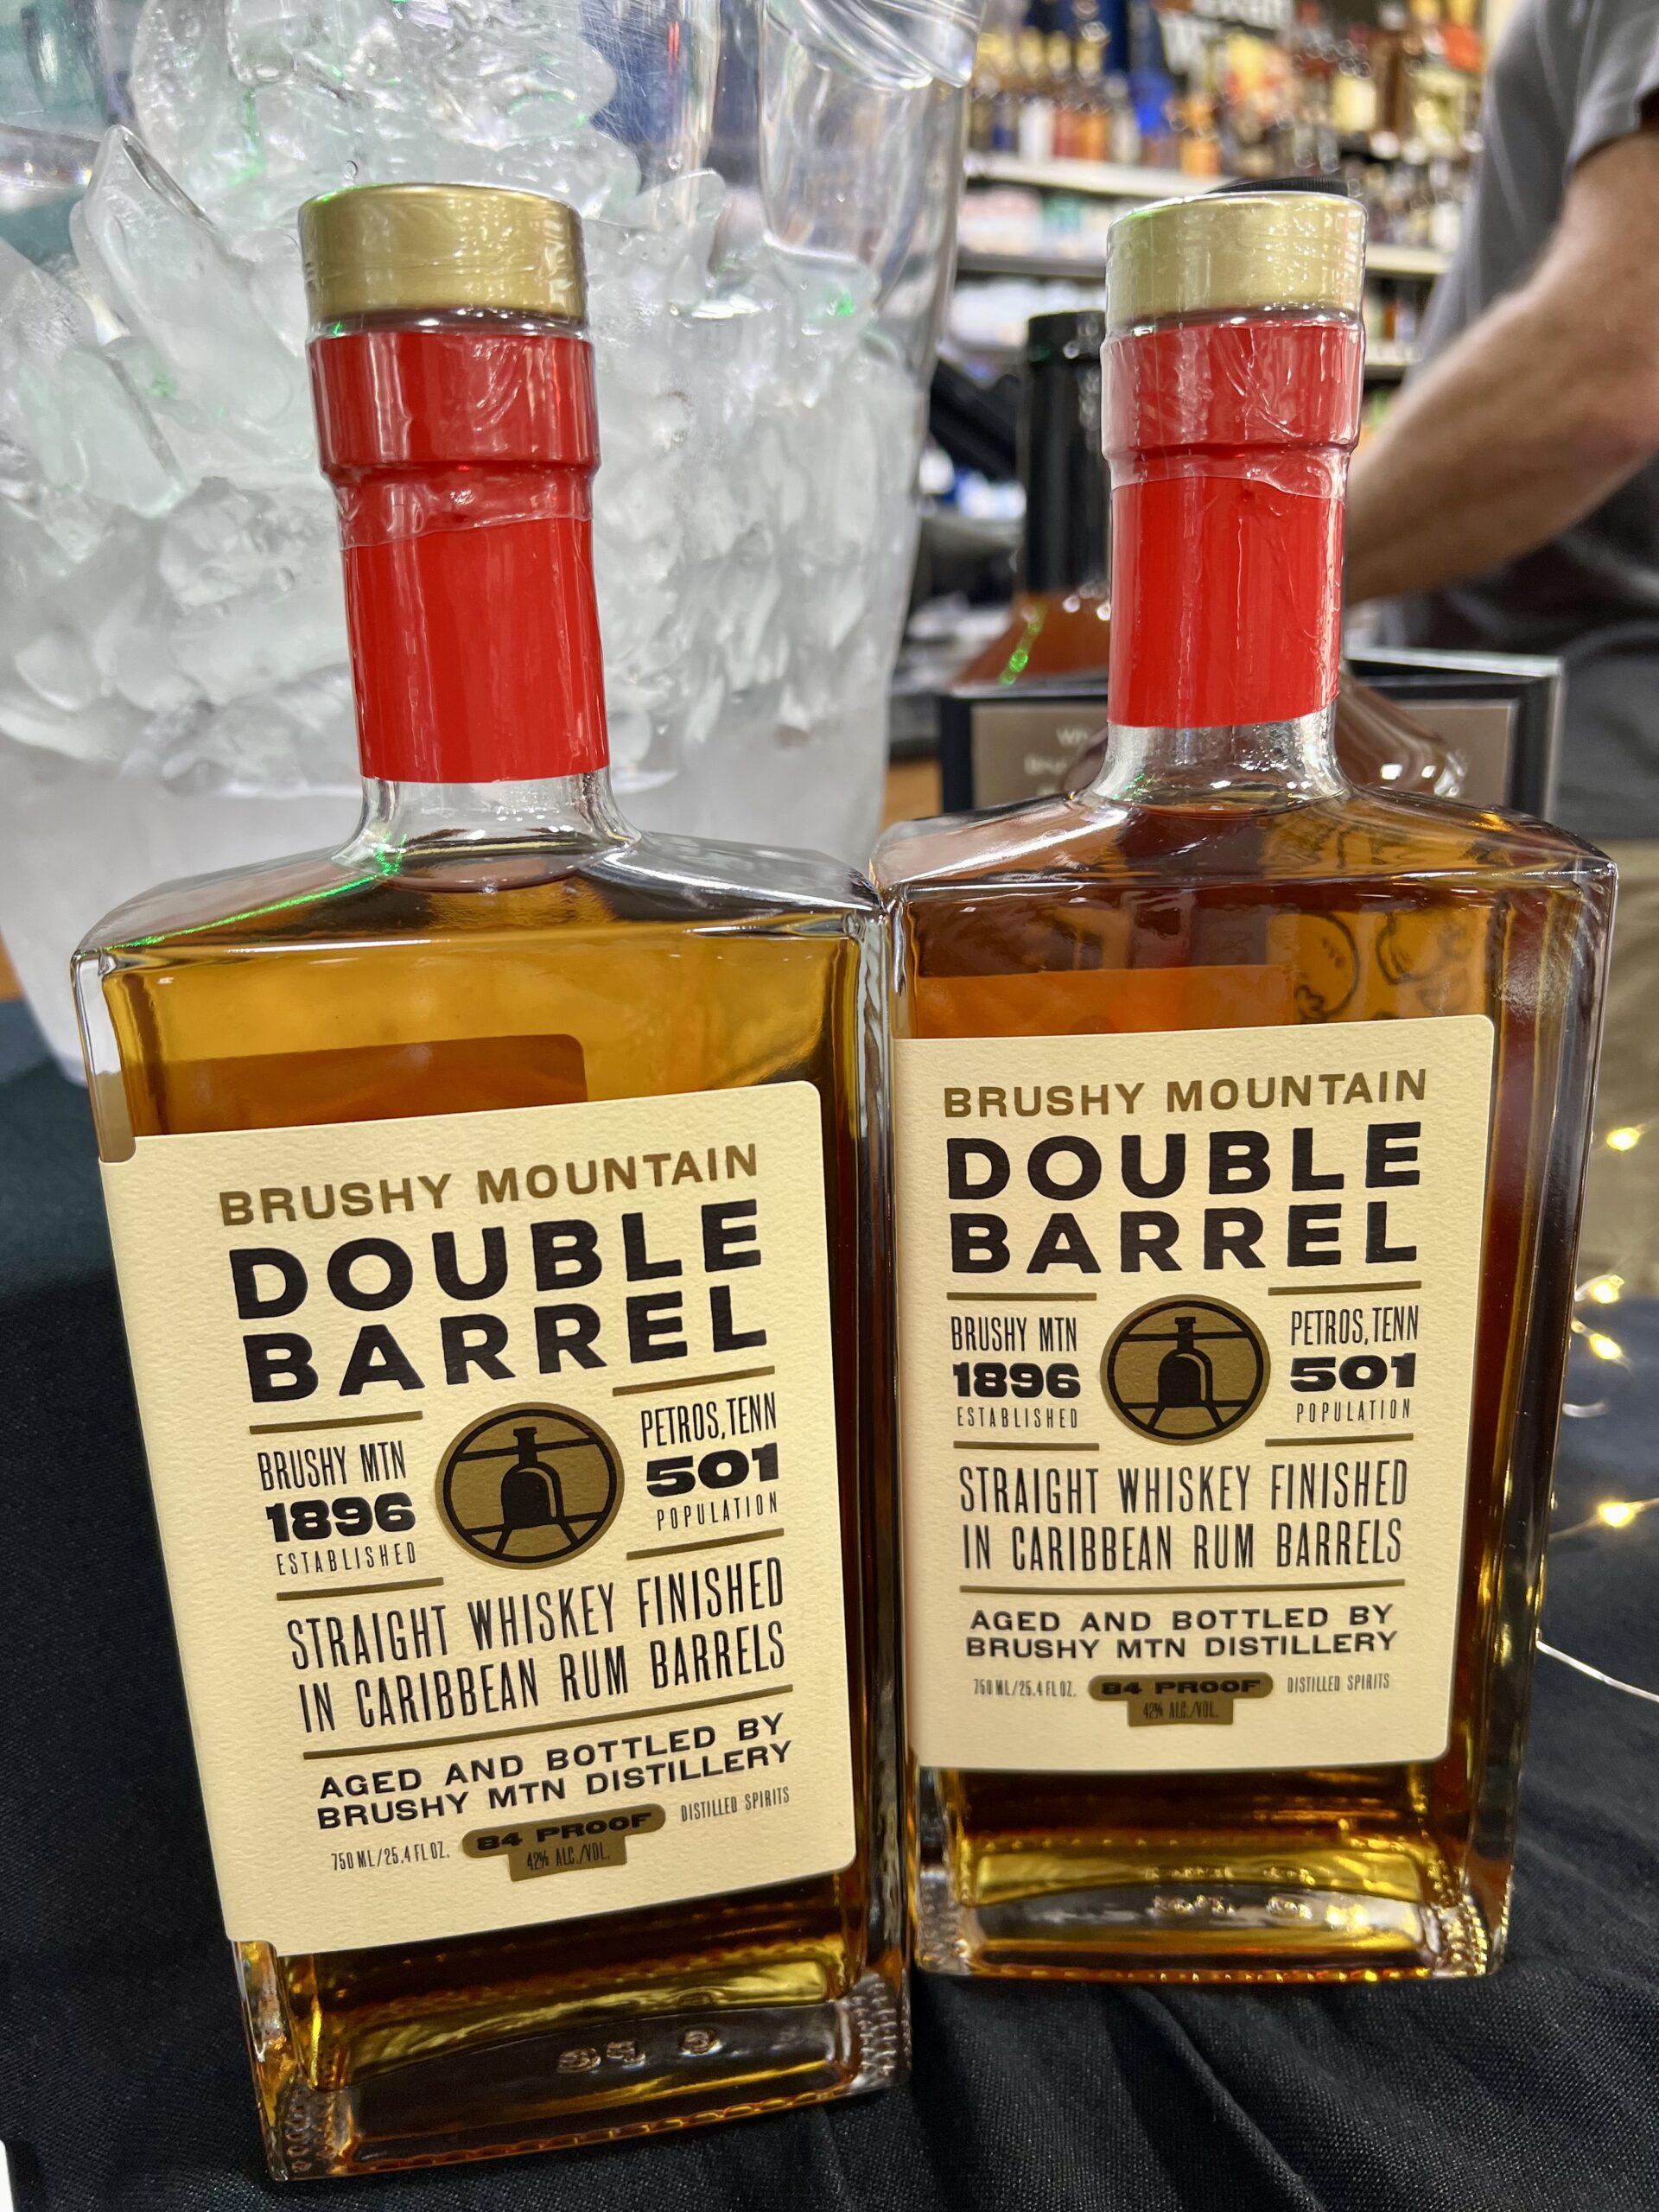 BRUSHY MOUNTAIN
DOUBLE
BARREL
BRUSHY MTN
1896
ESTABLISHED
PETROS, TENN
501
POPULATION
STRAIGHT WHISKEY FINISHED
IN CARIBBEAN RUM BARRELS
AGED AND BOTTLED BY
BRUSHY MTN DISTILLERY
750 ML/25.4 FL OZ.
84 PROOF
42% ALC./VOL.
DISTILLED SPIRITS
BRUSHY MOUNTAIN
DOUBLE
BARREL
BRUSHY MTN
1896
ESTABLISHED
PETROS, TENN
501
POPULATION
STRAIGHT WHISKEY FINISHED
IN CARIBBEAN RUM BARRELS
AGED AND BOTTLED BY
BRUSHY MTN DISTILLERY
750 ML/25.4 FL OZ.
84 PROOF
42% ALC./VOL.
DISTILLED SPIRITS